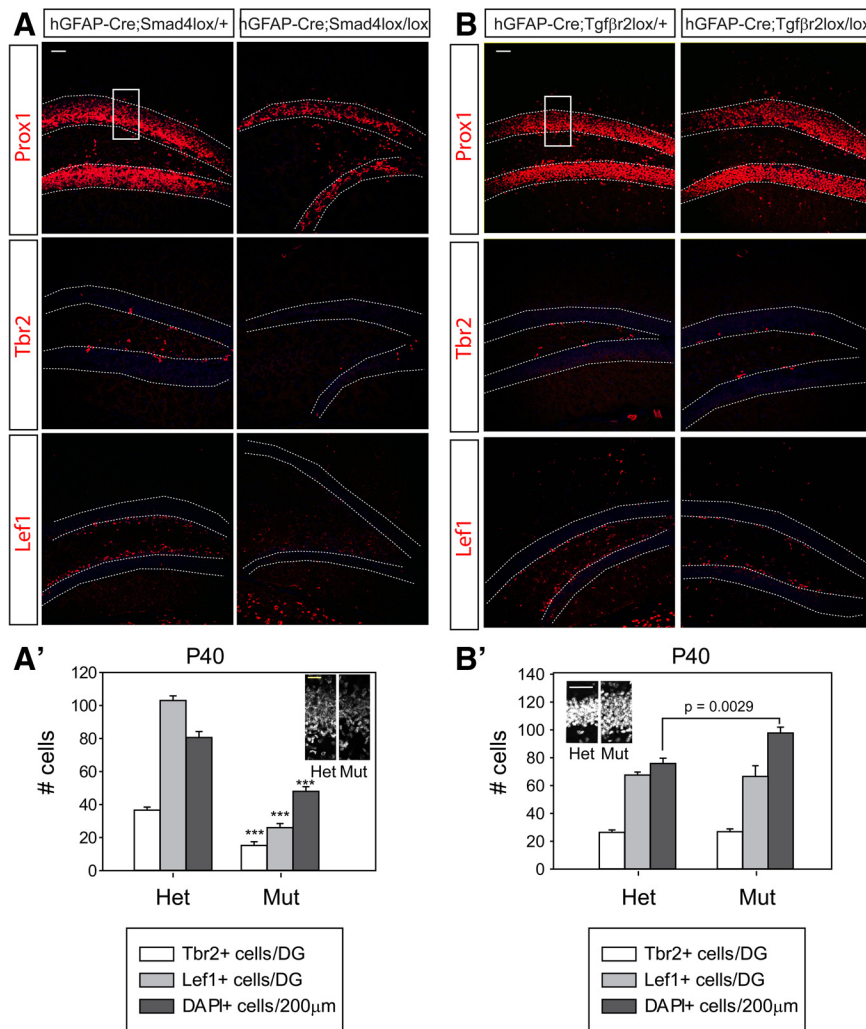 A
hGFAP-Cre;Smad4lox/+
hGFAP-Cre;Smad4lox/lox
Prox1
Tbr2
Lef1
B
hGFAP-Cre;Tgfβr2lox/+
hGFAP-Cre;Tgfβr2lox/lox
Prox1
Tbr2
Lef1
A'
P40
# cells
120
100
80
60
40
20
0
Het Mut
***
***
***
Het
Mut
Tbr2+ cells/DG
Lef1+ cells/DG
DAPI+ cells/200μm
B'
P40
# cells
140
120
100
80
60
40
20
0
Het Mut
p = 0.0029
Het
Mut
Tbr2+ cells/DG
Lef1+ cells/DG
DAPI+ cells/200μm